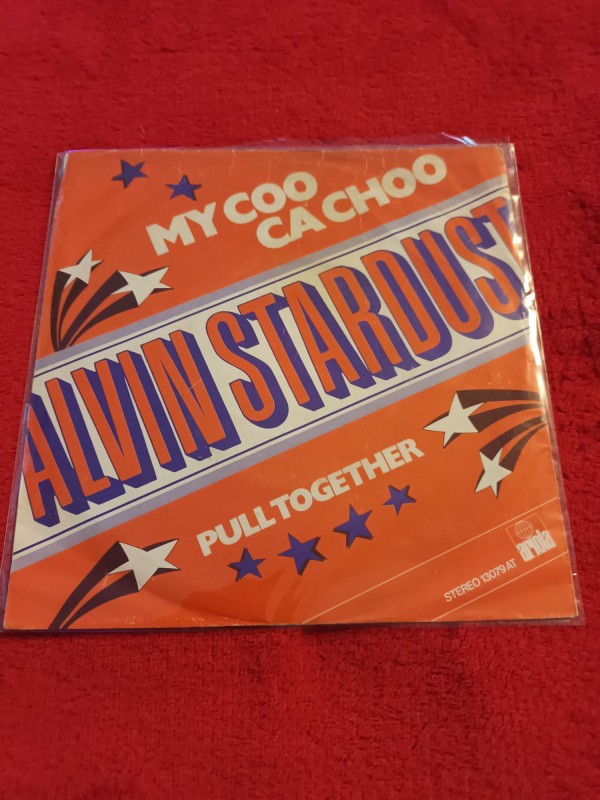 MY COO
CA CHOO
ALVIN STARDUST
PULL TOGETHER
STEREO 13079 AT
ariola